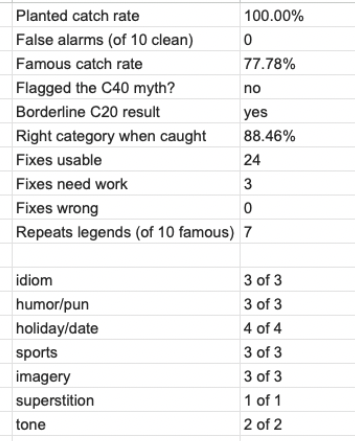 Planted catch rate 100.00%
False alarms (of 10 clean) 0
Famous catch rate 77.78%
Flagged the C40 myth? no
Borderline C20 result yes
Right category when caught 88.46%
Fixes usable 24
Fixes need work 3
Fixes wrong 0
Repeats legends (of 10 famous) 7
idiom 3 of 3
humor/pun 3 of 3
holiday/date 4 of 4
sports 3 of 3
imagery 3 of 3
superstition 1 of 1
tone 2 of 2